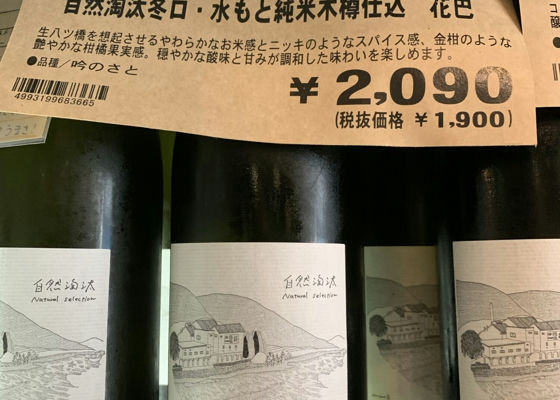 自然淘汰冬口・水もと純米木樽仕込 花巴
生八ツ橋を想起させるやわらかなお米感とニッキのようなスパイス感、金柑のような
艶やかな柑橘果実感。穏やかな酸味と甘みが調和した味わいを楽しめます。
●品種／吟のさと
4993199683665
￥2,090
(税抜価格 ￥1,900)
自然淘汰
Natural selection
自然淘汰
Natural selection